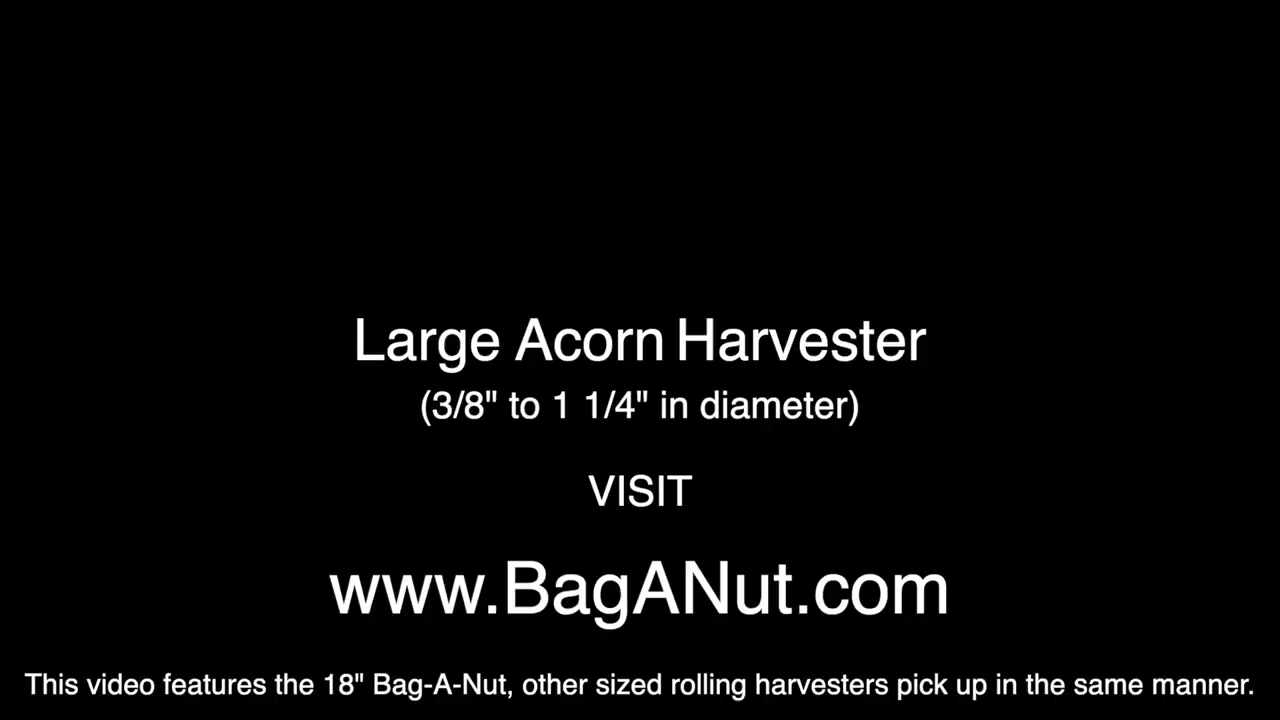 Large Acorn Harvester
(3/8" to 1 1/4" in diameter)
VISIT
www.BagANut.com
This video features the 18" Bag-A-Nut, other sized rolling harvesters pick up in the same manner.